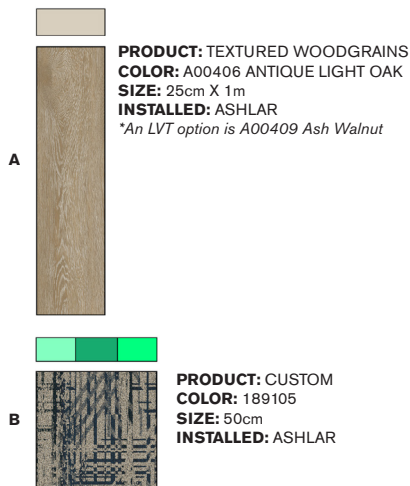 PRODUCT: TEXTURED WOODGRAINS
COLOR: A00406 ANTIQUE LIGHT OAK
SIZE: 25cm X 1m
INSTALLED: ASHLAR
*An LVT option is A00409 Ash Walnut
A
PRODUCT: CUSTOM
COLOR: 189105
SIZE: 50cm
INSTALLED: ASHLAR
B